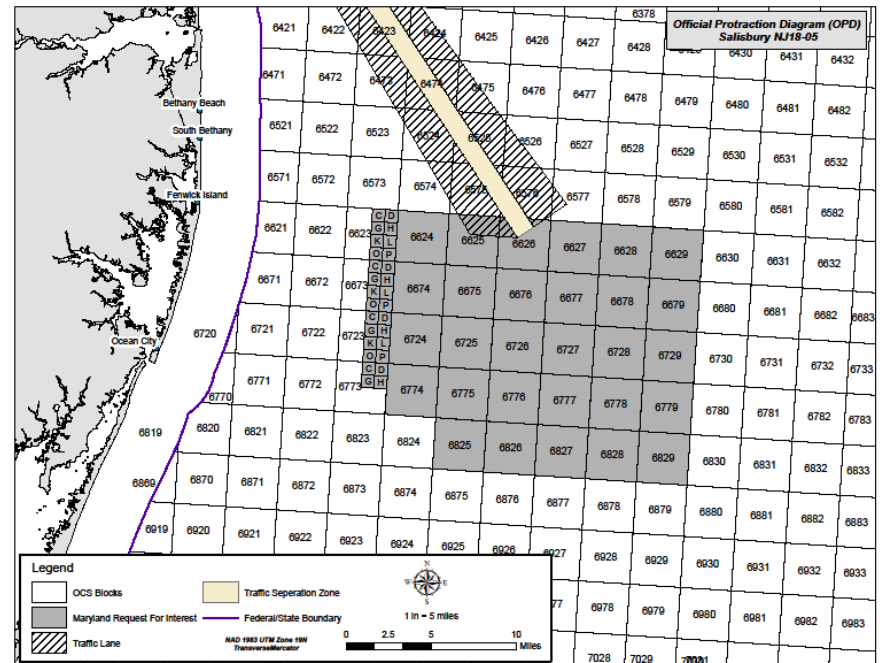 Official Protraction Diagram (OPD)
Salisbury NJ18-05
6378
6421 6422 6423 6424 6425 6426 6427 6428 6430 6431 6432
6471 6472 6473 6474 6475 6476 6477 6478 6479 6480 6481 6482
Bethany Beach
South Bethany
6521 6522 6523 6524 6526 6527 6528 6529 6530 6531 6532
Fenwick Island
6571 6572 6573 6574 6575 6576 6577 6578 6579 6580 6581 6582
C D
G H
K L
O P
C D
G H
K L
O P
C D
G H
K L
O P
C D
G H
6621 6622 6623 6624 6625 6626 6627 6628 6629 6630 6631 6632
6671 6672 6673 6674 6675 6676 6677 6678 6679 6680 6681 6682 6683
Ocean City
6720 6721 6722 6723 6724 6725 6726 6727 6728 6729 6730 6731 6732 6733
6770 6771 6772 6773 6774 6775 6776 6777 6778 6779 6780 6781 6782 6783
6819 6820 6821 6822 6823 6824 6825 6826 6827 6828 6829 6830 6831 6832 6833
6869 6870 6871 6872 6873 6874 6875 6876 6877 6878 6879 6880 6881 6882 6883
6919 6920 6921 6922 6923 6924 6925 6926 6927 6928 6929 6930 6931 6932 6933
6978 6979 6980 6981 6982 6983
7028 7029
Legend
OCS Blocks
Maryland Request For Interest
Traffic Lane
Traffic Seperation Zone
Federal/State Boundary
NAD 1983 UTM Zone 19N
TransverseMercator
N
W E
S
1 in = 5 miles
0 2.5 5 10
Miles